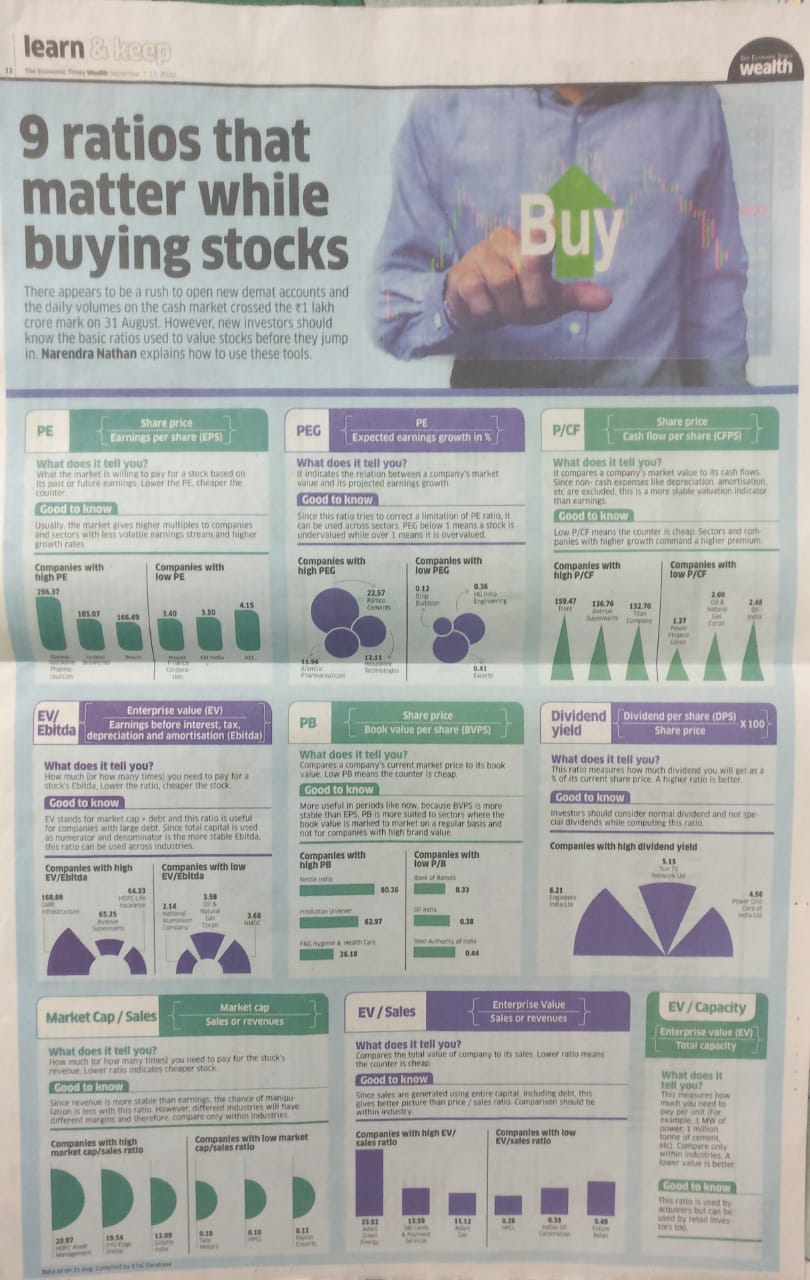 learn & keep
13 The Economic Times Wealth September 7-13, 2020
The Economic Times
wealth
9 ratios that
matter while
buying stocks
There appears to be a rush to open new demat accounts and
the daily volumes on the cash market crossed the ₹1 lakh
crore mark on 31 August. However, new investors should
know the basic ratios used to value stocks before they jump
in. Narendra Nathan explains how to use these tools.
Buy
PE
Share price
Earnings per share (EPS)
What does it tell you?
What the market is willing to pay for a stock based on
its past or future earnings. Lower the PE, cheaper the
counter.
Good to know
Usually, the market gives higher multiples to companies
and sectors with less volatile earnings stream and higher
growth rates.
Companies with
high PE
296.37
185.07
166.49
Companies with
low PE
3.40
3.50
4.15
Pharma-
ceuticals
Power
Finance
Corpora-
tion
Oil India
REC
PEG
PE
Expected earnings growth in %
What does it tell you?
It indicates the relation between a company's market
value and its projected earnings growth.
Good to know
Since this ratio tries to correct a limitation of PE ratio, it
can be used across sectors. PEG below 1 means a stock is
undervalued while over 1 means it is overvalued.
Companies with
high PEG
22.57
Ramco
Cements
11.96
Alembic
Pharmaceuticals
12.11
Hexaware
Technologies
Companies with
low PEG
0.12
Dilip
Buildcon
0.36
HG Infra
Engineering
0.41
Escorts
P/CF
Share price
Cash flow per share (CFPS)
What does it tell you?
It compares a company's market value to its cash flows.
Since non- cash expenses like depreciation, amortisation,
etc are excluded, this is a more stable valuation indicator
than earnings.
Good to know
Low P/CF means the counter is cheap. Sectors and com-
panies with higher growth command a higher premium.
Companies with
high P/CF
159.47
Trent
136.76
Avenue
Supermarts
132.70
Titan
Company
Companies with
low P/CF
1.37
Power
Finance
Corpn
2.00
Oil &
Natural
Gas
Corpn
2.48
Oil
India
EV/
Ebitda
Enterprise value (EV)
Earnings before interest, tax,
depreciation and amortisation (Ebitda)
What does it tell you?
How much (or how many times) you need to pay for a
stock's Ebitda. Lower the ratio, cheaper the stock.
Good to know
EV stands for market cap + debt and this ratio is useful
for companies with large debt. Since total capital is used
as numerator and denominator is the more stable Ebitda,
this ratio can be used across industries.
Companies with high
EV/Ebitda
168.88
GMR
Infrastructure
65.25
Avenue
Supermarts
64.33
HDFC Life
Insurance
Companies with low
EV/Ebitda
2.14
National
Aluminium
Company
3.58
Oil &
Natural
Gas
Corpn
3.68
NMDC
PB
Share price
Book value per share (BVPS)
What does it tell you?
Compares a company's current market price to its book
value. Low PB means the counter is cheap.
Good to know
More useful in periods like now, because BVPS is more
stable than EPS. PB is more suited to sectors where the
book value is marked to market on a regular basis and
not for companies with high brand value.
Companies with
high PB
Nestle India
80.36
Hindustan Unilever
62.97
P&G Hygiene & Health Care
36.18
Companies with
low P/B
Bank of Baroda
0.33
Oil India
0.38
Steel Authority of India
0.44
Dividend
yield
Dividend per share (DPS)
Share price
X 100
What does it tell you?
This ratio measures how much dividend you will get as a
% of its current share price. A higher ratio is better.
Good to know
Investors should consider normal dividend and not spe-
cial dividends while computing this ratio.
Companies with high dividend yield
6.21
Engineers
India Ltd
5.15
Sun TV
Network Ltd
4.56
Power Grid
Corp of
India Ltd
Market Cap / Sales
Market cap
Sales or revenues
What does it tell you?
How much (or how many times) you need to pay for the stock's
revenue. Lower ratio indicates cheaper stock.
Good to know
Since revenue is more stable than earnings, the chance of manipu-
lation is less with this ratio. However, different industries will have
different margins and therefore, compare only within industries.
Companies with high
market cap/sales ratio
20.97
HDFC Asset
Management
19.54
Info Edge
(India)
13.09
Gillette
India
Companies with low market
cap/sales ratio
0.10
Tata
Motors
0.10
HPCL
0.11
Rajesh
Exports
EV / Sales
Enterprise Value
Sales or revenues
What does it tell you?
Compares the total value of company to its sales. Lower ratio means
the counter is cheap.
Good to know
Since sales are generated using entire capital, including debt, this
gives better picture than price / sales ratio. Comparison should be
within industry.
Companies with high EV/
sales ratio
33.92
Adani
Green
Energy
13.59
SBI Cards
& Payment
Services
11.12
Adani
Gas
Companies with low
EV/sales ratio
0.28
HPCL
0.39
Indian Oil
Corporation
0.49
Future
Retail
EV / Capacity
Enterprise value (EV)
Total capacity
What does it
tell you?
This measures how
much you need to
pay per unit (For
example, 1 MW of
power, 1 million
tonne of cement,
etc). Compare only
within industries. A
lower value is better.
Good to know
This ratio is used by
acquirers but can be
used by retail inves-
tors too.
Data as on 31 Aug. Compiled by ETIG Database